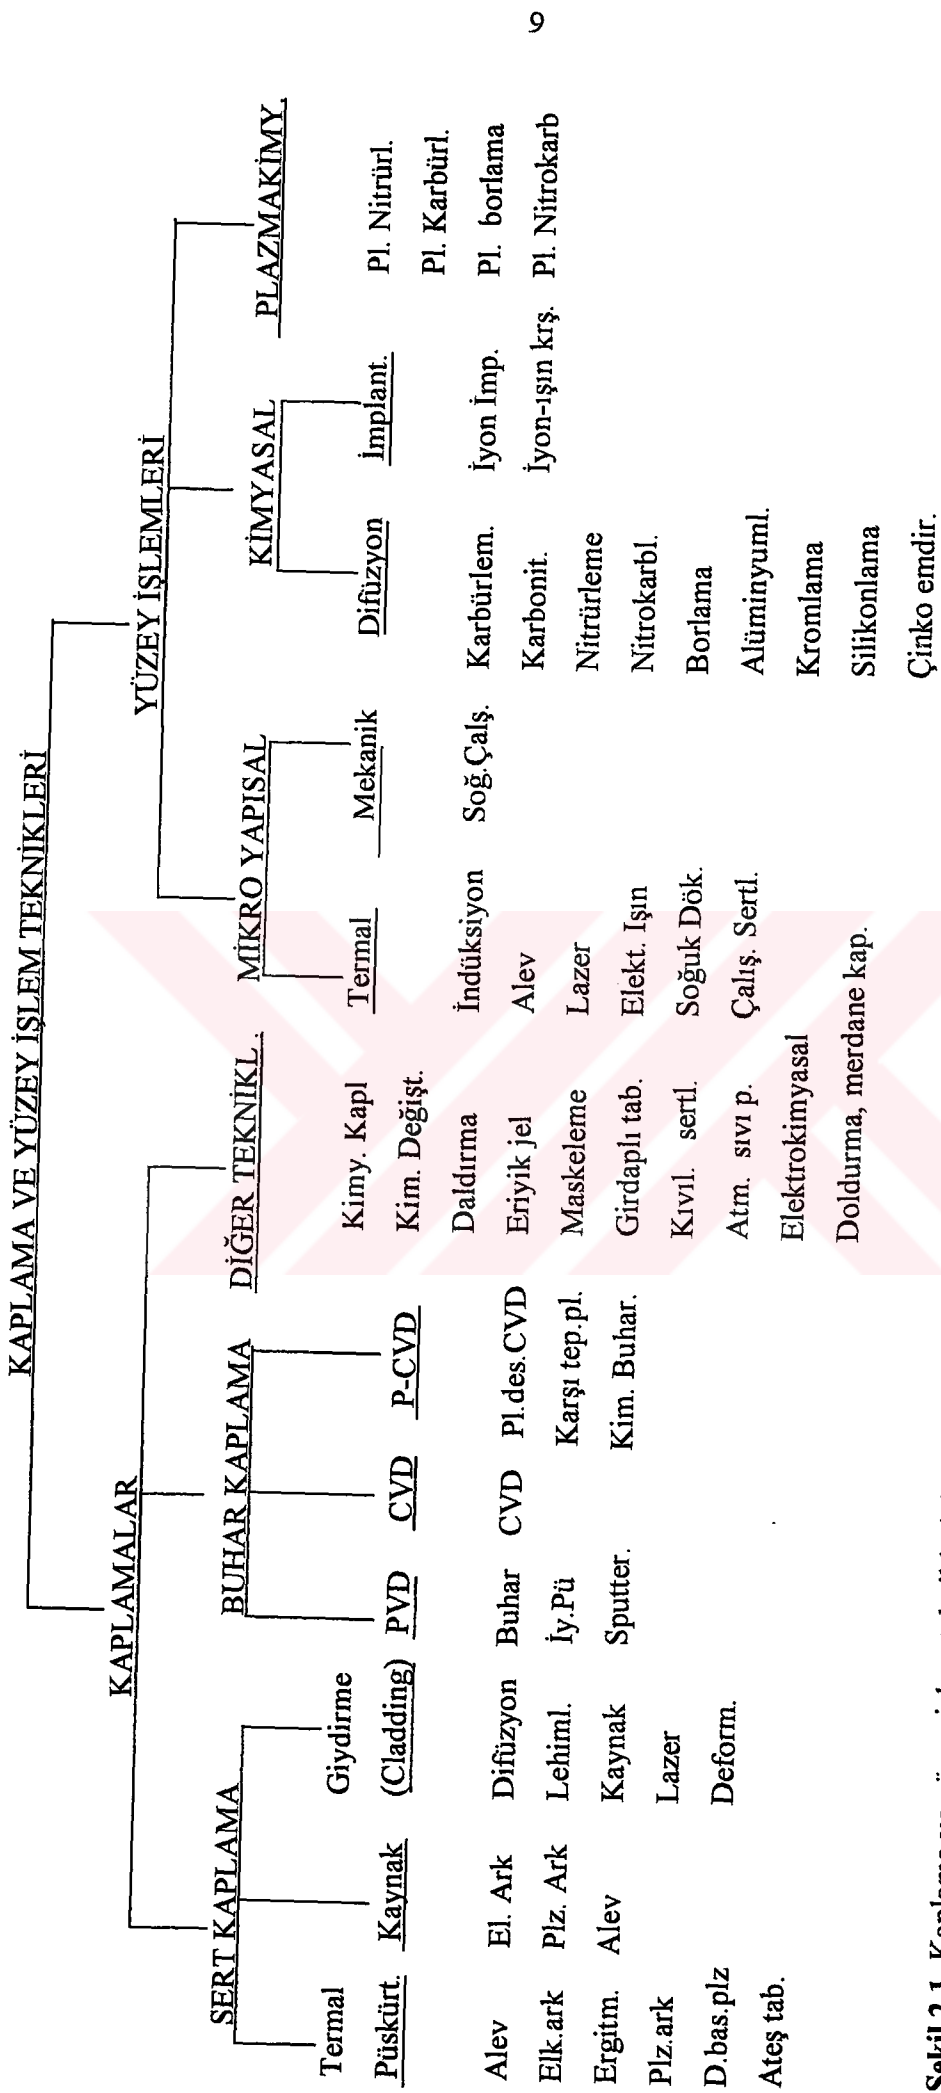 9
KAPLAMA VE YÜZEY İŞLEM TEKNİKLERİ
KAPLAMALAR
YÜZEY İŞLEMLERİ
SERT KAPLAMA
BUHAR KAPLAMA
DİĞER TEKNİKL.
MİKRO YAPISAL
KİMYASAL
PLAZMAKİMY.
Termal
Püskürt.
Alev
Elk.ark
Ergitm.
Plz.ark
D.bas.plz
Ateş tab.
Kaynak
El. Ark
Plz. Ark
Alev
Giydirme
(Cladding)
Difüzyon
Lehiml.
Kaynak
Lazer
Deform.
PVD
Buhar
İy.Pü
Sputter.
CVD
CVD
P-CVD
Pl.des.CVD
Karşı tep.pl.
Kim. Buhar.
Kimy. Kapl
Kim. Değişt.
Daldırma
Eriyik jel
Maskeleme
Girdaplı tab.
Kıvıl. sertl.
Atm. sıvı p.
Elektrokimyasal
Doldurma, merdane kap.
Termal
İndüksiyon
Alev
Lazer
Elekt. Işın
Soğuk Dök.
Çalış. Sertl.
Mekanik
Soğ.Çalş.
Difüzyon
Karbürlem.
Karbonit.
Nitrürleme
Nitrokarbl.
Borlama
Alüminyuml.
Kromlama
Silikonlama
Çinko emdir.
İmplant.
İyon İmp.
İyon-ışın krş.
Pl. Nitrürl.
Pl. Karbürl.
Pl. borlama
Pl. Nitrokarb
Şekil 2.1. Kaplama